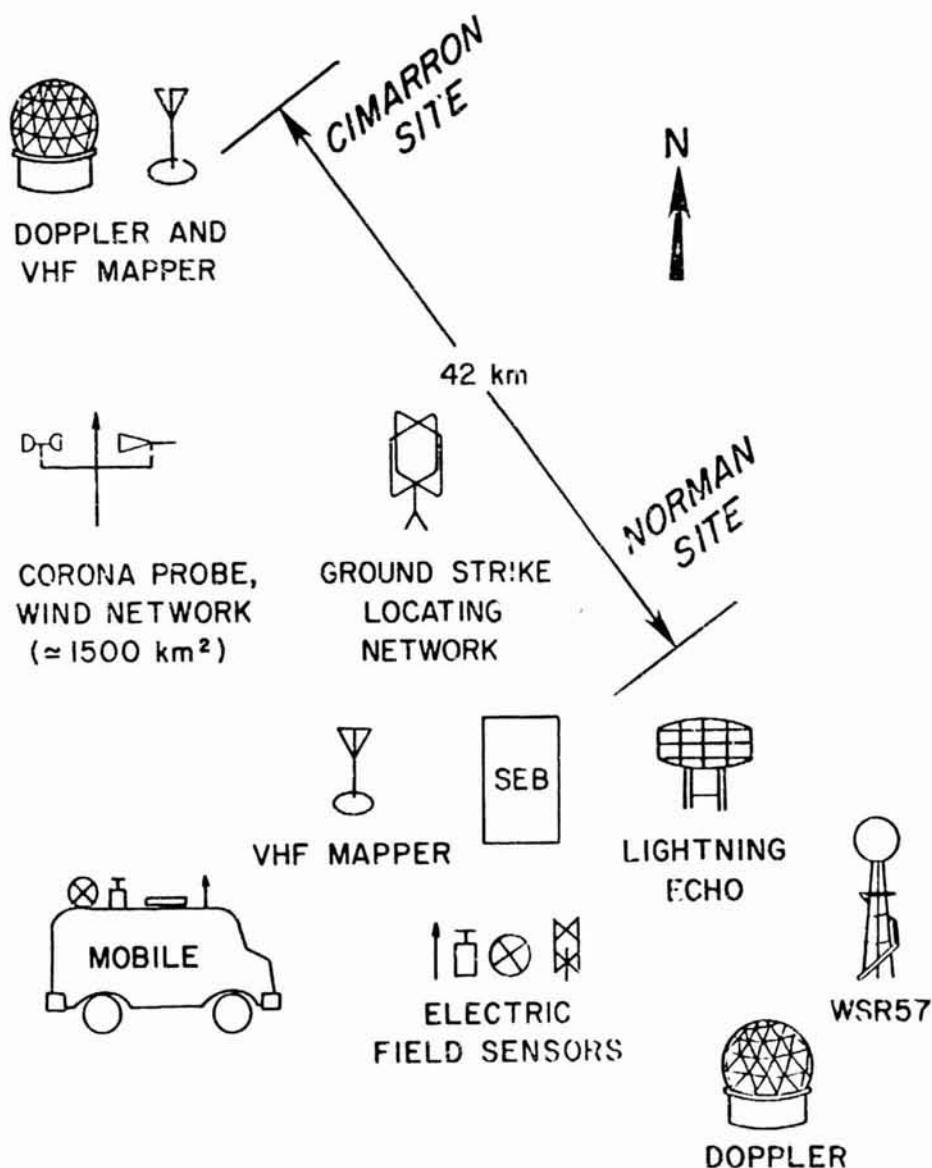 CIMARRON
SITE
N
DOPPLER AND
VHF MAPPER
42 km
NORMAN
SITE
CORONA PROBE,
WIND NETWORK
(≃ 1500 km²)
GROUND STRIKE
LOCATING
NETWORK
VHF MAPPER
SEB
LIGHTNING
ECHO
MOBILE
ELECTRIC
FIELD SENSORS
WSR57
DOPPLER